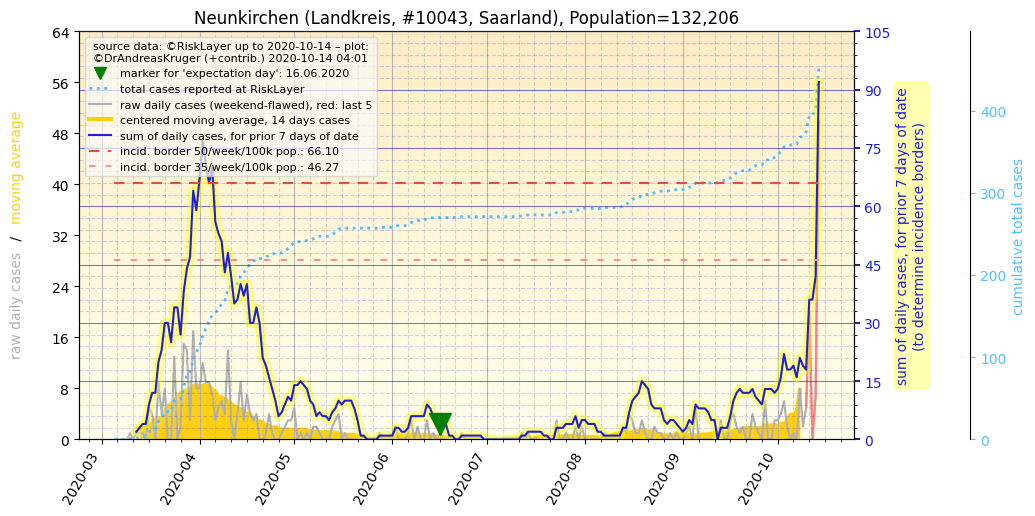 Neunkirchen (Landkreis, #10043, Saarland), Population=132,206
source data: ©RiskLayer up to 2020-10-14 – plot:
©DrAndreasKruger (+contrib.) 2020-10-14 04:01
marker for 'expectation day': 16.06.2020
total cases reported at RiskLayer
raw daily cases (weekend-flawed), red: last 5
centered moving average, 14 days cases
sum of daily cases, for prior 7 days of date
incid. border 50/week/100k pop.: 66.10
incid. border 35/week/100k pop.: 46.27
raw daily cases / moving average
64
56
48
40
32
24
16
8
0
105
90
75
60
45
30
15
0
sum of daily cases, for prior 7 days of date
(to determine incidence borders)
400
300
200
100
0
cumulative total cases
2020-03
2020-04
2020-05
2020-06
2020-07
2020-08
2020-09
2020-10